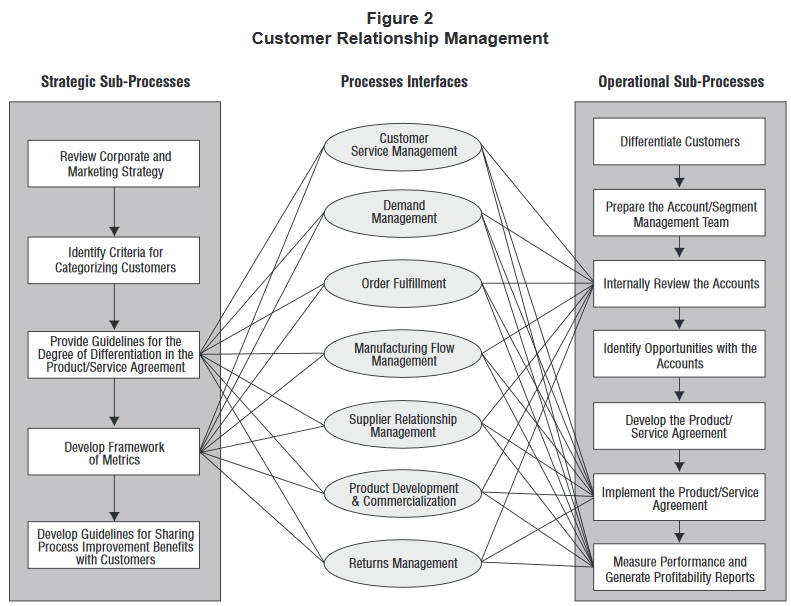 Figure 2
Customer Relationship Management
Strategic Sub-Processes
Review Corporate and
Marketing Strategy
Identify Criteria for
Categorizing Customers
Provide Guidelines for the
Degree of Differentiation in the
Product/Service Agreement
Develop Framework
of Metrics
Develop Guidelines for Sharing
Process Improvement Benefits
with Customers
Processes Interfaces
Customer
Service Management
Demand
Management
Order Fulfillment
Manufacturing Flow
Management
Supplier Relationship
Management
Product Development
& Commercialization
Returns Management
Operational Sub-Processes
Differentiate Customers
Prepare the Account/Segment
Management Team
Internally Review the Accounts
Identify Opportunities with the
Accounts
Develop the Product/
Service Agreement
Implement the Product/Service
Agreement
Measure Performance and
Generate Profitability Reports